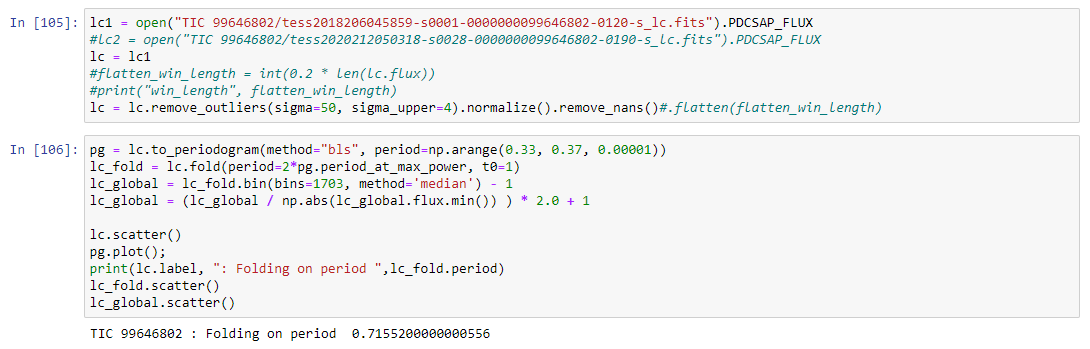 In [105]: lc1 = open("TIC 99646802/tess2018206045859-s0001-0000000099646802-0120-s_lc.fits").PDCSAP_FLUX
#lc2 = open("TIC 99646802/tess2020212050318-s0028-0000000099646802-0190-s_lc.fits").PDCSAP_FLUX
lc = lc1
#flatten_win_length = int(0.2 * len(lc.flux))
#print("win_length", flatten_win_length)
lc = lc.remove_outliers(sigma=50, sigma_upper=4).normalize().remove_nans()#.flatten(flatten_win_length)
In [106]: pg = lc.to_periodogram(method="bls", period=np.arange(0.33, 0.37, 0.00001))
lc_fold = lc.fold(period=2*pg.period_at_max_power, t0=1)
lc_global = lc_fold.bin(bins=1703, method='median') - 1
lc_global = (lc_global / np.abs(lc_global.flux.min()) ) * 2.0 + 1
lc.scatter()
pg.plot();
print(lc.label, ": Folding on period ",lc_fold.period)
lc_fold.scatter()
lc_global.scatter()
TIC 99646802 : Folding on period  0.7155200000000556